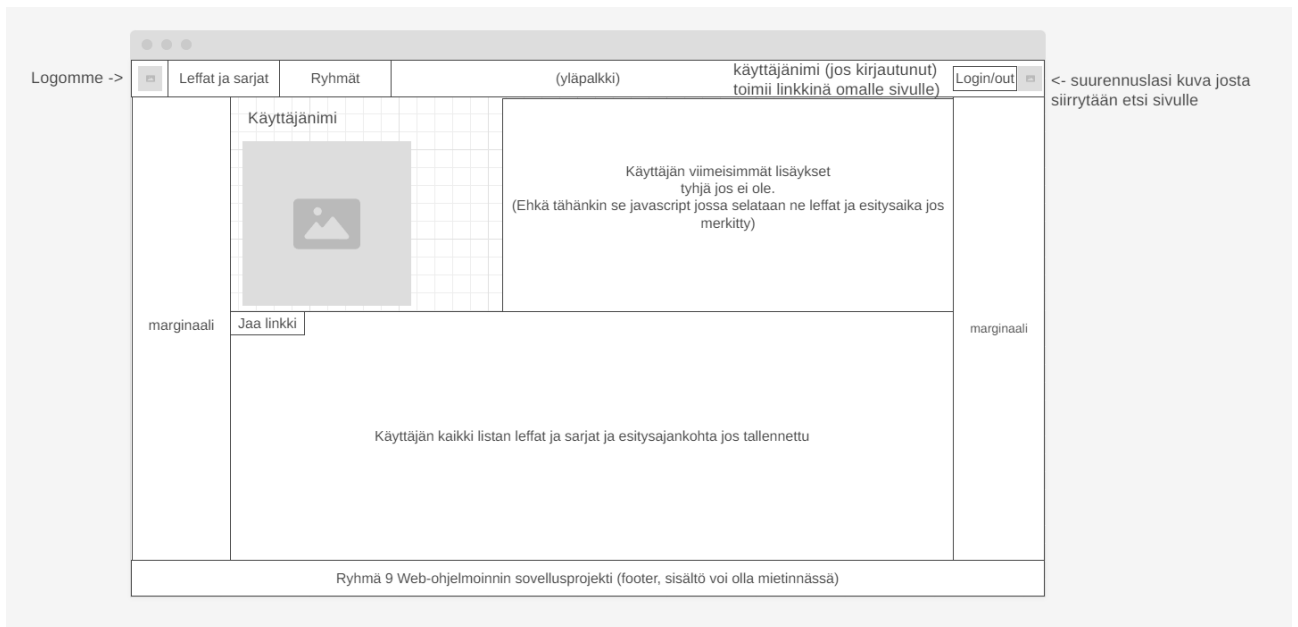 Logomme ->
Leffat ja sarjat
Ryhmät
(yläpalkki)
käyttäjänimi (jos kirjautunut)
toimii linkkinä omalle sivulle)
Login/out
<- suurennuslasi kuva josta
siirrytään etsi sivulle
Käyttäjänimi
Käyttäjän viimeisimmät lisäykset
tyhjä jos ei ole.
(Ehkä tähänkin se javascript jossa selataan ne leffat ja esitysaika jos
merkitty)
marginaali
Jaa linkki
marginaali
Käyttäjän kaikki listan leffat ja sarjat ja esitysajankohta jos tallennettu
Ryhmä 9 Web-ohjelmoinnin sovellusprojekti (footer, sisältö voi olla mietinnässä)